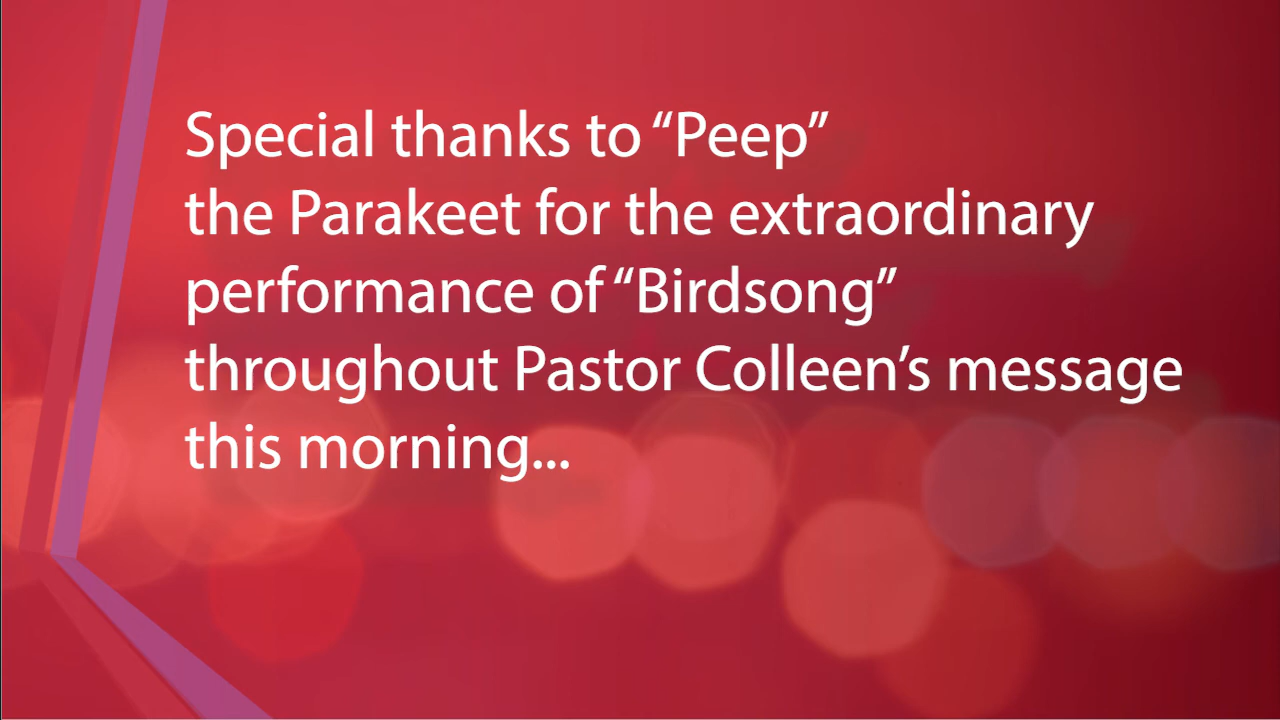 Special thanks to “Peep”
the Parakeet for the extraordinary
performance of “Birdsong”
throughout Pastor Colleen’s message
this morning...